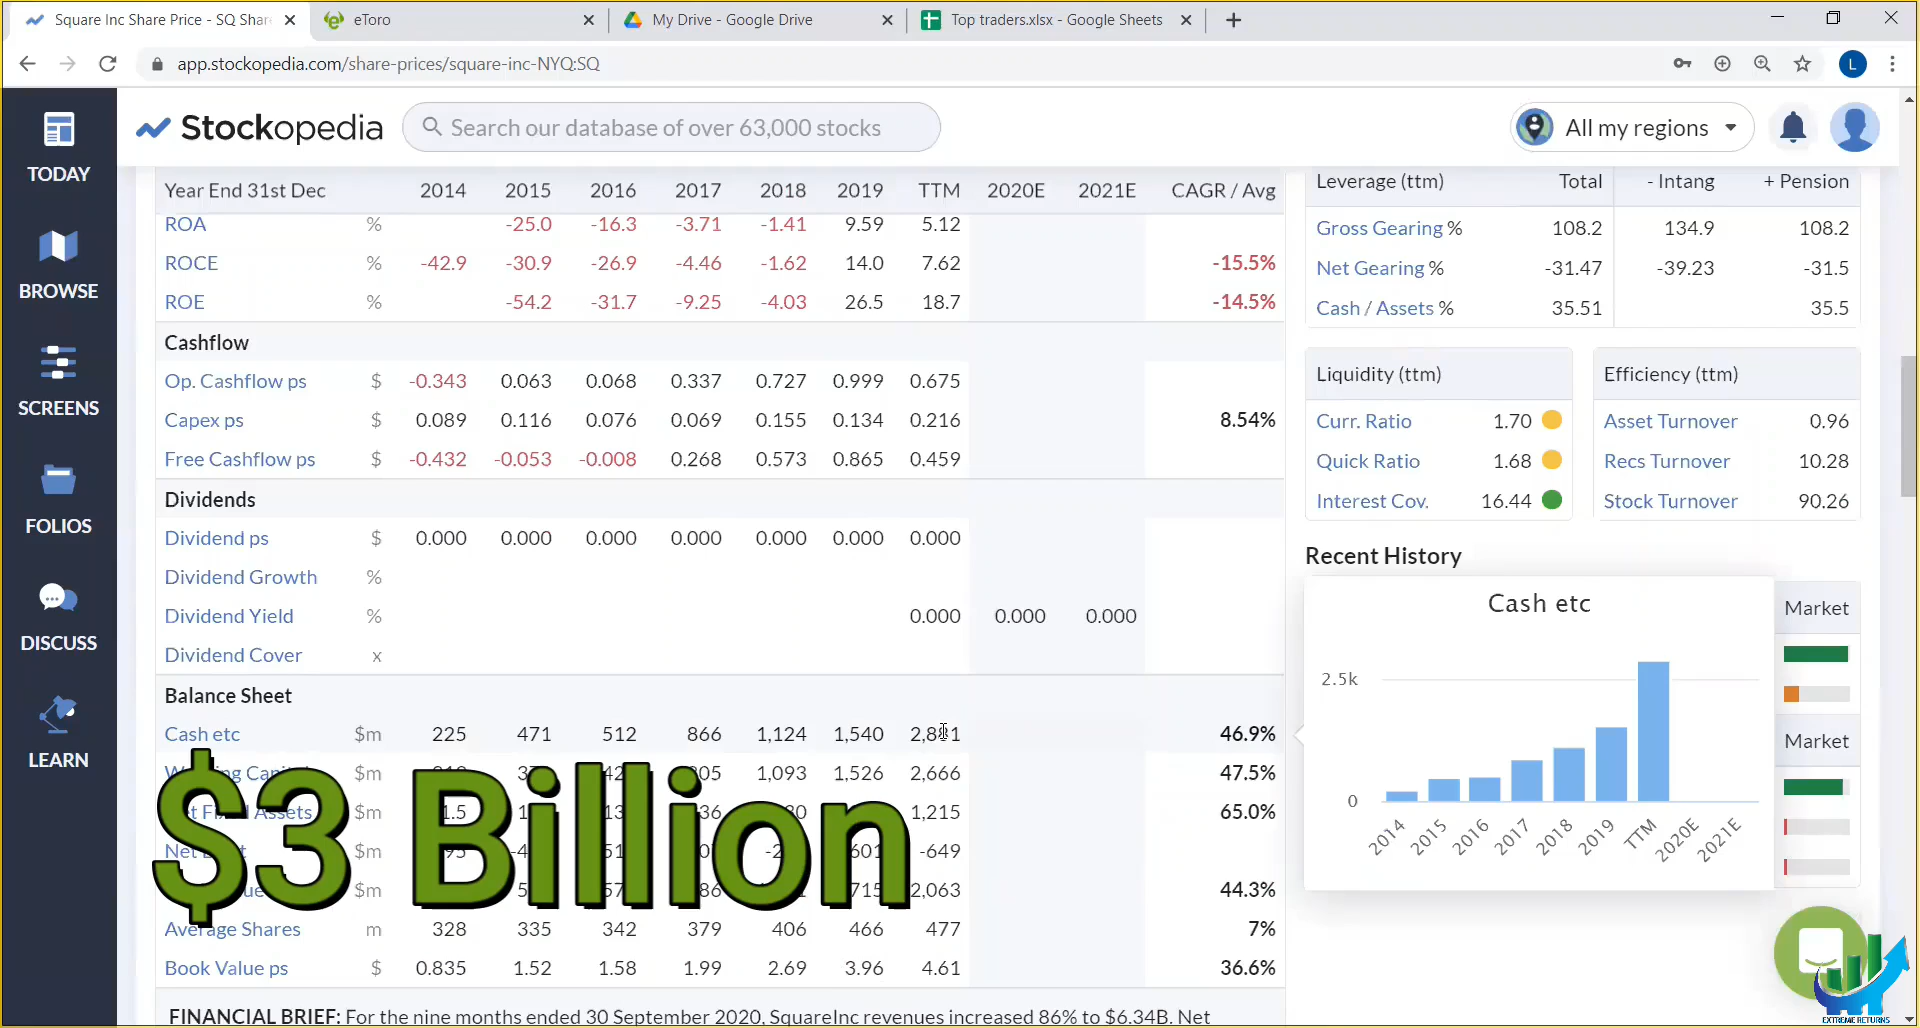 Square Inc Share Price - SQ Share
eToro
My Drive - Google Drive
Top traders.xlsx - Google Sheets
app.stockopedia.com/share-prices/square-inc-NYQ:SQ
L
Stockopedia
Search our database of over 63,000 stocks
All my regions
TODAY
BROWSE
SCREENS
FOLIOS
DISCUSS
LEARN
Year End 31st Dec 2014 2015 2016 2017 2018 2019 TTM 2020E 2021E CAGR / Avg
ROA % -25.0 -16.3 -3.71 -1.41 9.59 5.12
ROCE % -42.9 -30.9 -26.9 -4.46 -1.62 14.0 7.62 -15.5%
ROE % -54.2 -31.7 -9.25 -4.03 26.5 18.7 -14.5%
Cashflow
Op. Cashflow ps $ -0.343 0.063 0.068 0.337 0.727 0.999 0.675
Capex ps $ 0.089 0.116 0.076 0.069 0.155 0.134 0.216 8.54%
Free Cashflow ps $ -0.432 -0.053 -0.008 0.268 0.573 0.865 0.459
Dividends
Dividend ps $ 0.000 0.000 0.000 0.000 0.000 0.000 0.000
Dividend Growth %
Dividend Yield % 0.000 0.000 0.000
Dividend Cover x
Balance Sheet
Cash etc $m 225 471 512 866 1,124 1,540 46.9%
$m 1,093 1,526 2,666 47.5%
Assets $m 1,215 65.0%
Net $m -649
$m 2,063 44.3%
Average Shares m 328 335 342 379 406 466 477 7%
Book Value ps $ 0.835 1.52 1.58 1.99 2.69 3.96 4.61 36.6%
$3 Billion
FINANCIAL BRIEF: For the nine months ended 30 September 2020, SquareInc revenues increased 86% to $6.34B. Net
Leverage (ttm) Total - Intang + Pension
Gross Gearing % 108.2 134.9 108.2
Net Gearing % -31.47 -39.23 -31.5
Cash / Assets % 35.51 35.5
Liquidity (ttm)
Curr. Ratio 1.70
Quick Ratio 1.68
Interest Cov. 16.44
Efficiency (ttm)
Asset Turnover 0.96
Recs Turnover 10.28
Stock Turnover 90.26
Recent History
Cash etc
2.5k
0
2014 2015 2016 2017 2018 2019 TTM 2020E 2021E
Market
Market
EXTREME RETURNS